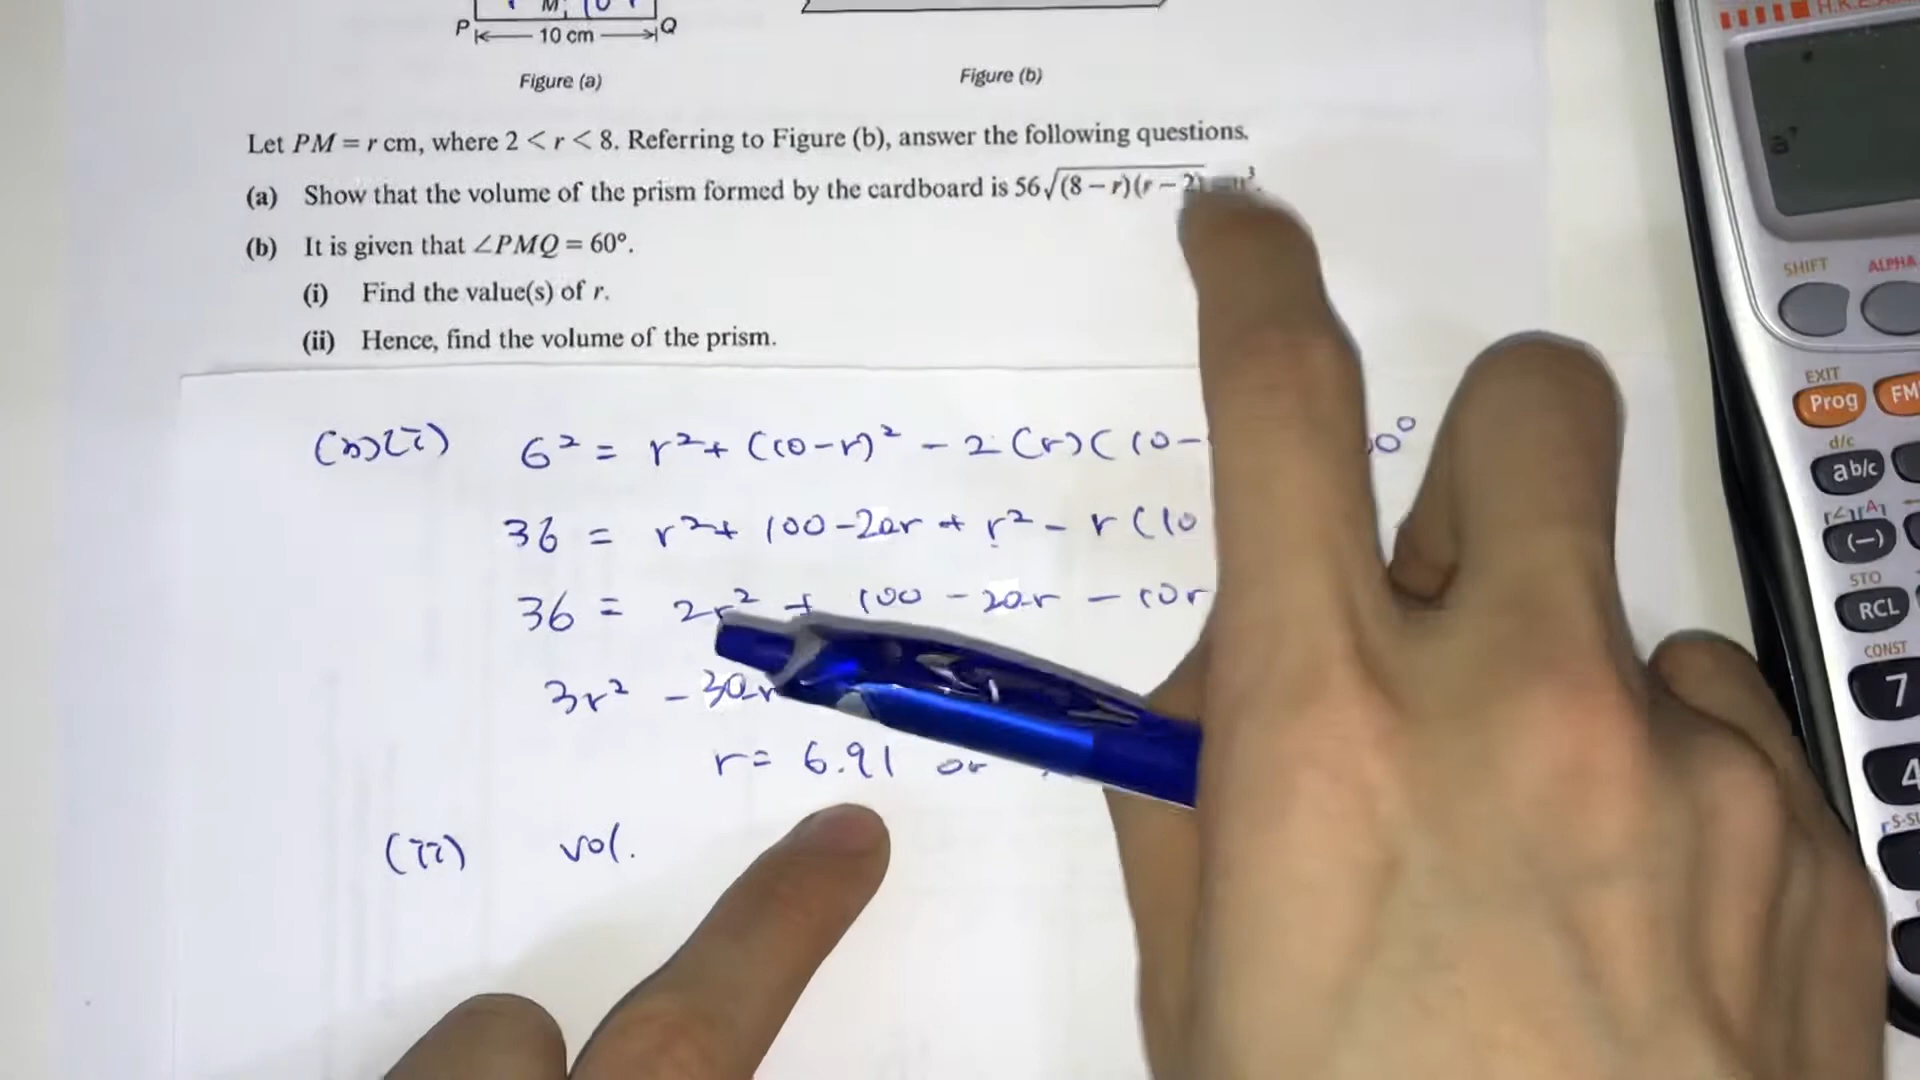 M
P 10 cm Q
Figure (a)
Figure (b)
Let PM = r cm, where 2 < r < 8. Referring to Figure (b), answer the following questions.
(a) Show that the volume of the prism formed by the cardboard is 56√(8 – r)(r – 2)
(b) It is given that ∠PMQ = 60°.
(i) Find the value(s) of r.
(ii) Hence, find the volume of the prism.
(b)(i) 6² = r² + (10-r)² - 2(r)(10- 0°
36 = r² + 100 - 20r + r² - r(10
36 = 2r² + 100 - 20r - 10r
3r² - 30r
r = 6.91 or
(ii) vol.
SHIFT ALPHA
EXIT
Prog FM
d/c
ab/c
(−)
STO
RCL
CONST
7
4